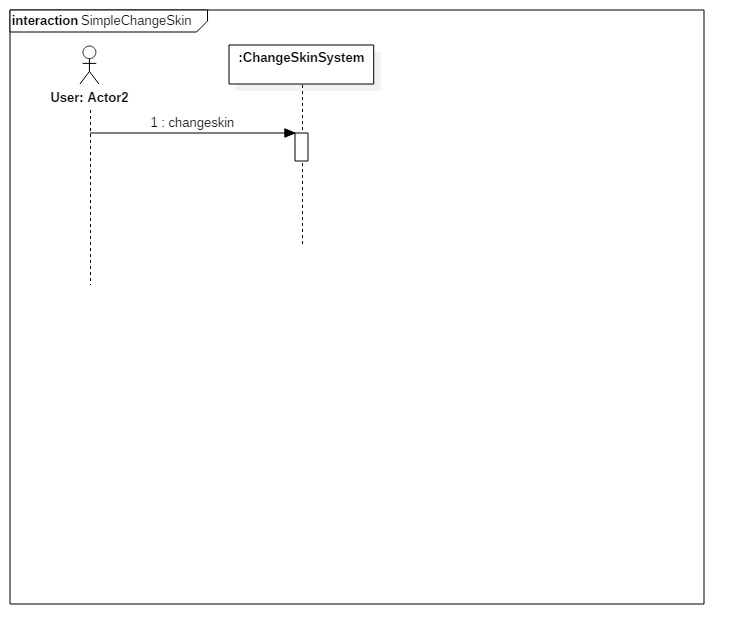 interaction SimpleChangeSkin
:ChangeSkinSystem
User: Actor2
1 : changeskin